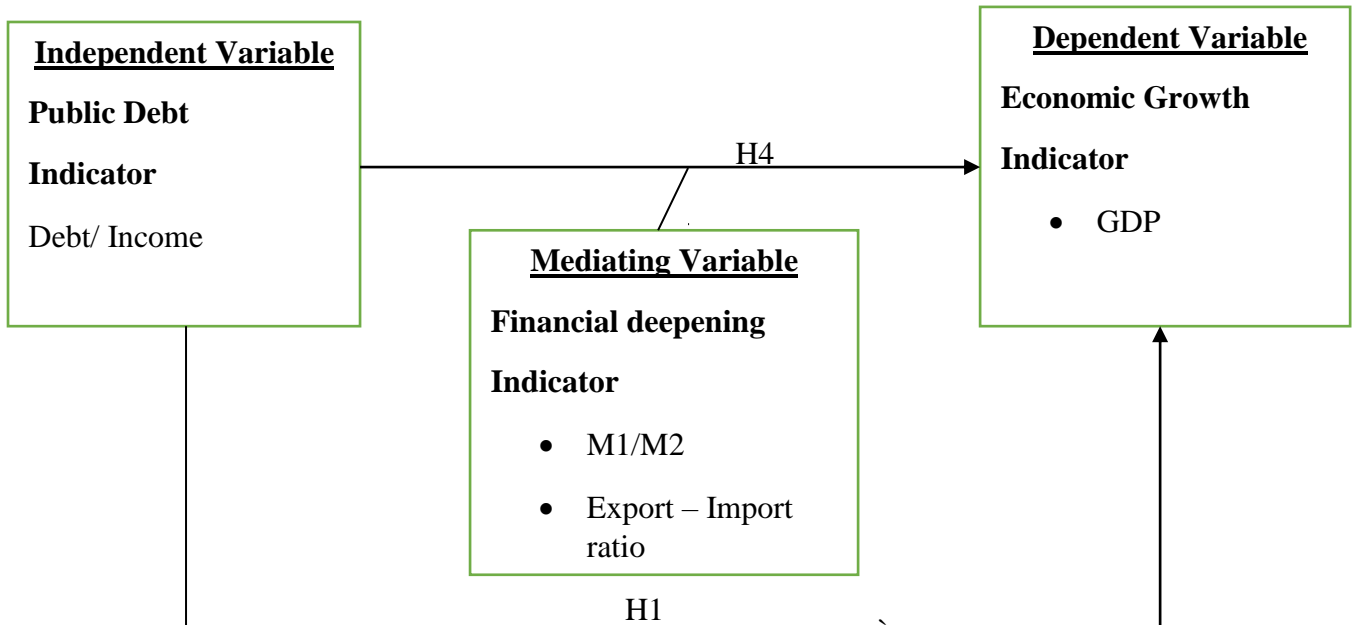 Independent Variable
Public Debt
Indicator
Debt/ Income
H4
Dependent Variable
Economic Growth
Indicator
• GDP
Mediating Variable
Financial deepening
Indicator
• M1/M2
• Export – Import
ratio
H1